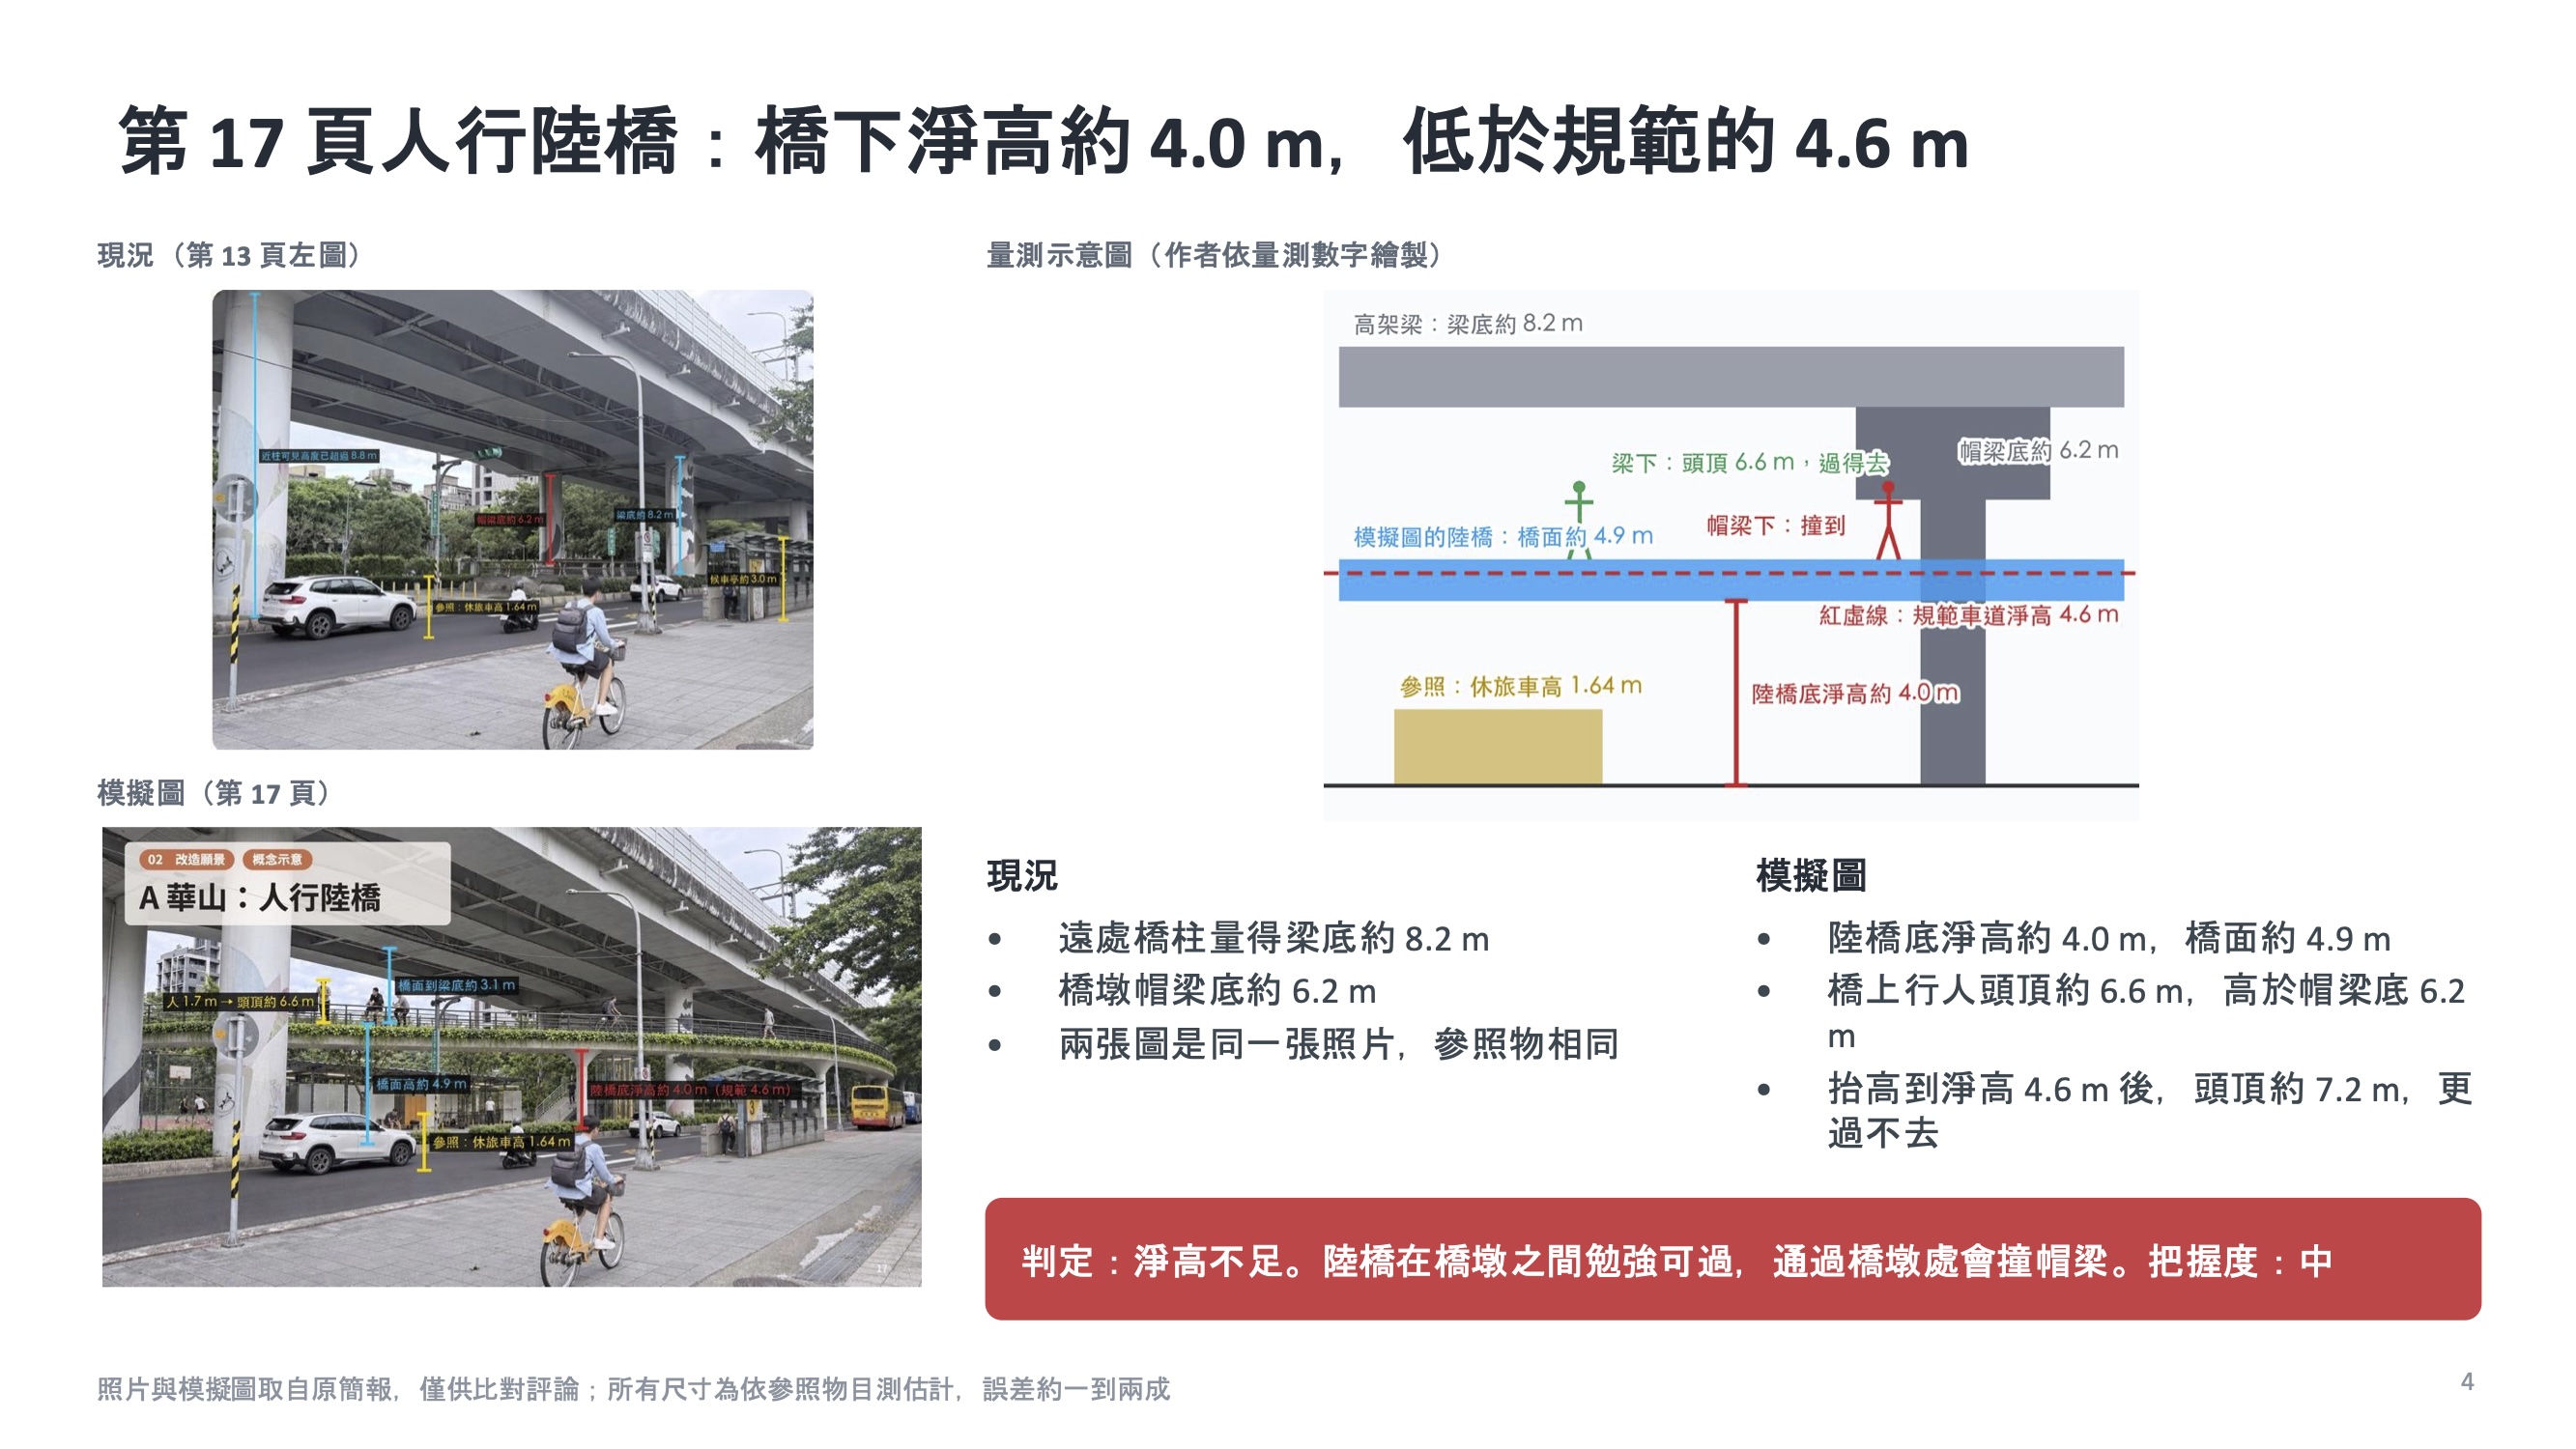 第 17 頁人行陸橋：橋下淨高約 4.0 m，低於規範的 4.6 m
現況（第 13 頁左圖）
近柱可見高度已超過 8.8 m
帽梁底約 6.2 m
梁底約 8.2 m
候車亭約 3.0 m
參照：休旅車高 1.64 m
模擬圖（第 17 頁）
02 改造願景 概念示意
A 華山：人行陸橋
橋面到梁底約 3.1 m
人 1.7 m → 頭頂約 6.6 m
橋面高約 4.9 m
陸橋底淨高約 4.0 m（規範 4.6 m）
參照：休旅車高 1.64 m
17
量測示意圖（作者依量測數字繪製）
高架梁：梁底約 8.2 m
帽梁底約 6.2 m
梁下：頭頂 6.6 m，過得去
帽梁下：撞到
模擬圖的陸橋：橋面約 4.9 m
紅虛線：規範車道淨高 4.6 m
參照：休旅車高 1.64 m
陸橋底淨高約 4.0 m
現況
• 遠處橋柱量得梁底約 8.2 m
• 橋墩帽梁底約 6.2 m
• 兩張圖是同一張照片，參照物相同
模擬圖
• 陸橋底淨高約 4.0 m，橋面約 4.9 m
• 橋上行人頭頂約 6.6 m，高於帽梁底 6.2
m
• 抬高到淨高 4.6 m 後，頭頂約 7.2 m，更
過不去
判定：淨高不足。陸橋在橋墩之間勉強可過，通過橋墩處會撞帽梁。把握度：中
照片與模擬圖取自原簡報，僅供比對評論；所有尺寸為依參照物目測估計，誤差約一到兩成
4